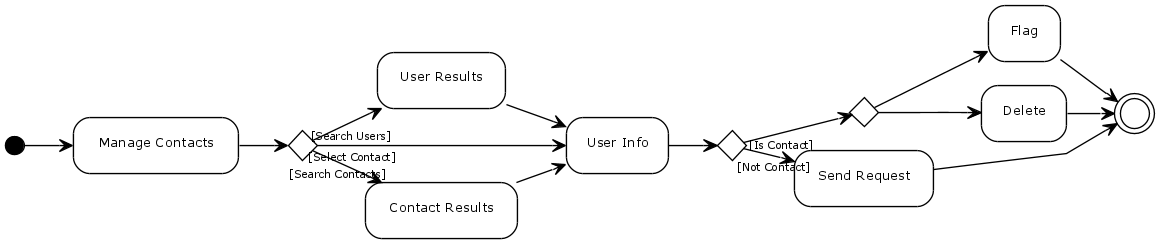 Flag
User Results
Delete
[Search Users]
Manage Contacts
User Info
[Is Contact]
[Select Contact]
[Not Contact]
[Search Contacts]
Send Request
Contact Results